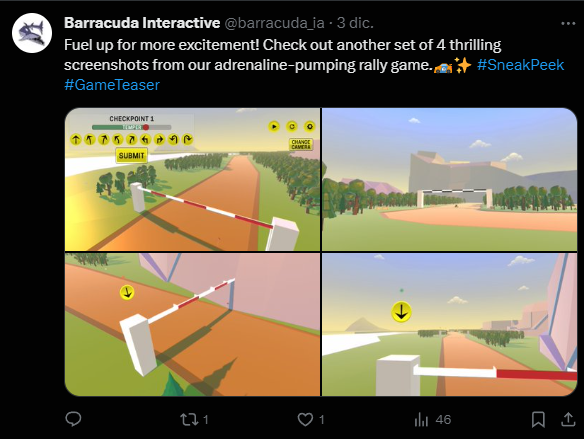 Barracuda Interactive @barracuda_ia · 3 dic.
Fuel up for more excitement! Check out another set of 4 thrilling
screenshots from our adrenaline-pumping rally game.🚙✨ #SneakPeek
#GameTeaser
CHECKPOINT 1
TEMPER
SUBMIT
CHANGE
CAMERA
1
1
46